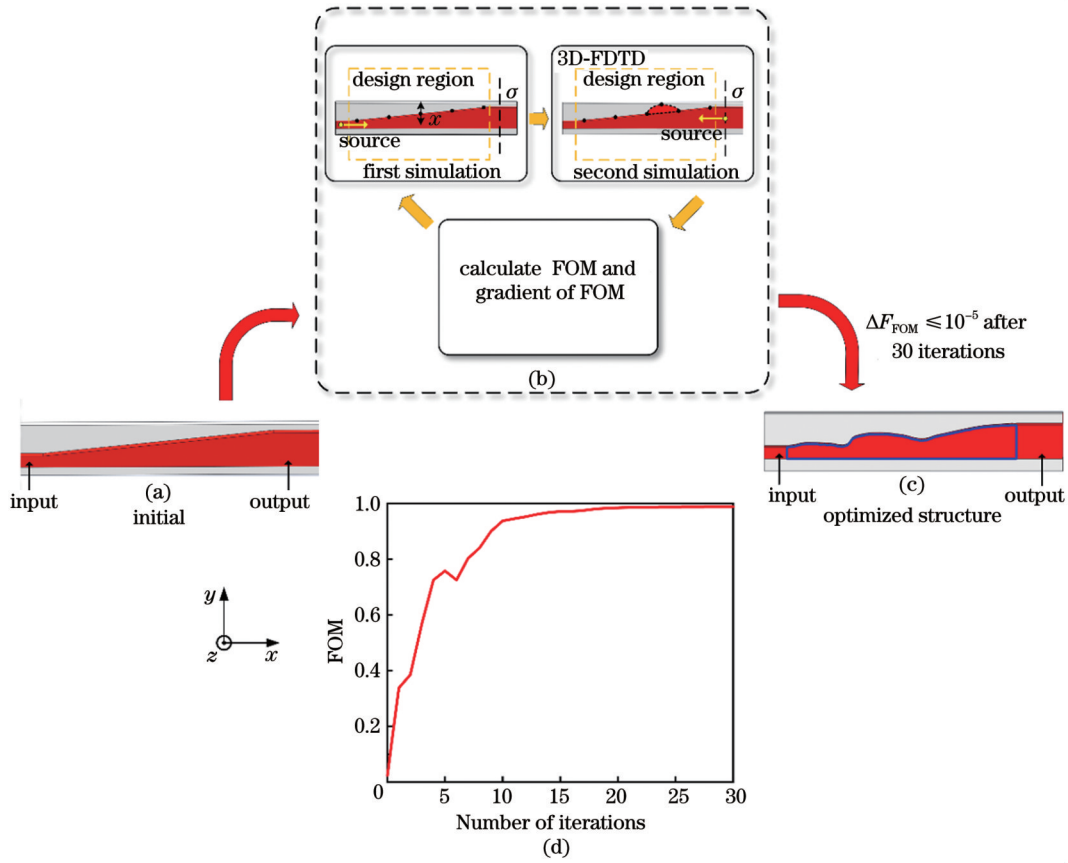 3D-FDTD
design region
σ
x
source
first simulation
design region
σ
source
second simulation
calculate FOM and
gradient of FOM
(b)
ΔF_FOM ≤ 10⁻⁵ after
30 iterations
input
(a)
output
initial
input
(c)
output
optimized structure
y
z
x
1.0
0.8
0.6
0.4
0.2
0
5
10
15
20
25
30
FOM
Number of iterations
(d)